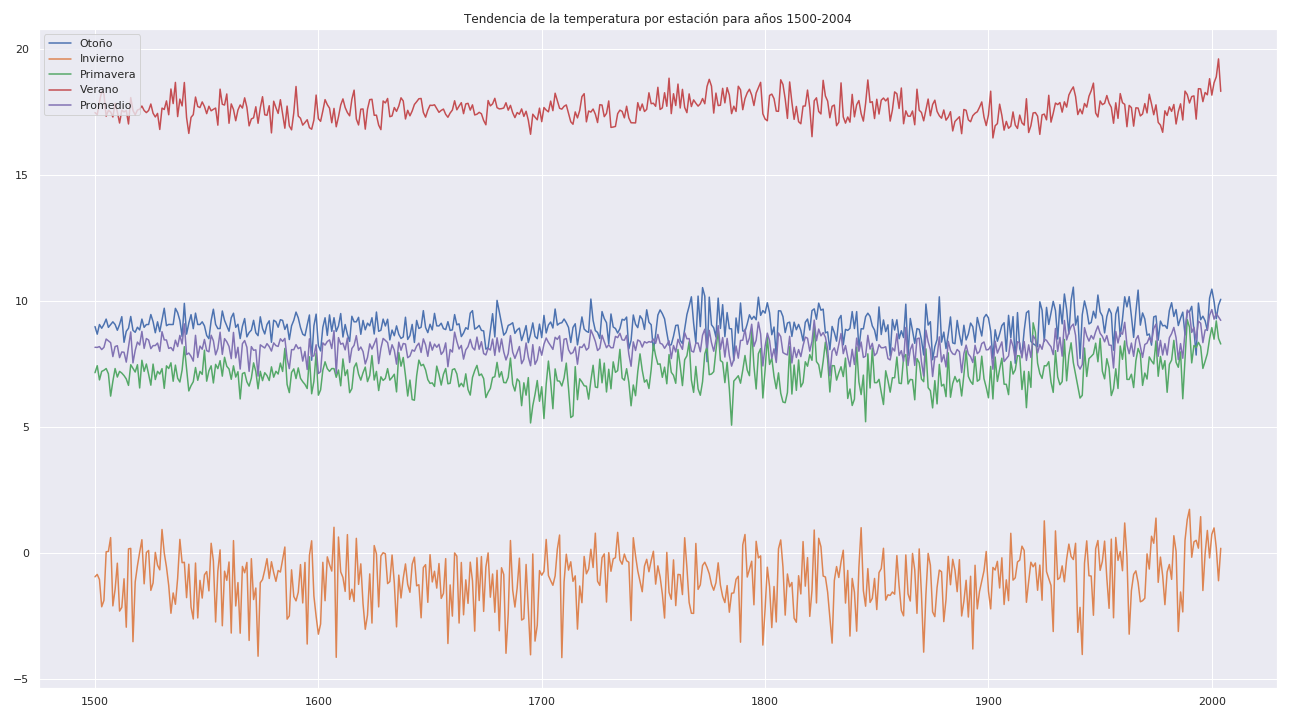 Tendencia de la temperatura por estación para años 1500-2004
Otoño
Invierno
Primavera
Verano
Promedio
20
15
10
5
0
−5
1500
1600
1700
1800
1900
2000